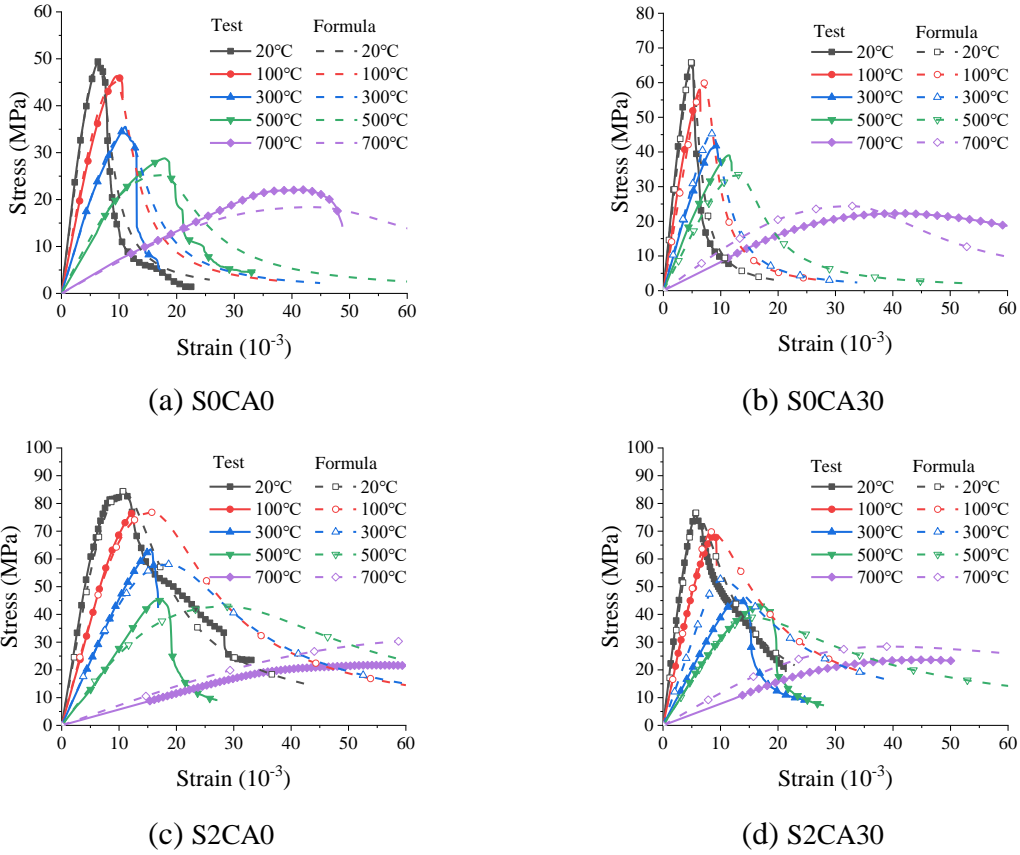 Test Formula
20℃ 20℃
100℃ 100℃
300℃ 300℃
500℃ 500℃
700℃ 700℃
60
50
40
30
20
10
0
Stress (MPa)
0 10 20 30 40 50 60
Strain (10-3)
(a) S0CA0
Test Formula
20℃ 20℃
100℃ 100℃
300℃ 300℃
500℃ 500℃
700℃ 700℃
80
70
60
50
40
30
20
10
0
Stress (MPa)
0 10 20 30 40 50 60
Strain (10-3)
(b) S0CA30
Test Formula
20℃ 20℃
100℃ 100℃
300℃ 300℃
500℃ 500℃
700℃ 700℃
100
90
80
70
60
50
40
30
20
10
0
Stress (MPa)
0 10 20 30 40 50 60
Strain (10-3)
(c) S2CA0
Test Formula
20℃ 20℃
100℃ 100℃
300℃ 300℃
500℃ 500℃
700℃ 700℃
100
90
80
70
60
50
40
30
20
10
0
Stress (MPa)
0 10 20 30 40 50 60
Strain (10-3)
(d) S2CA30